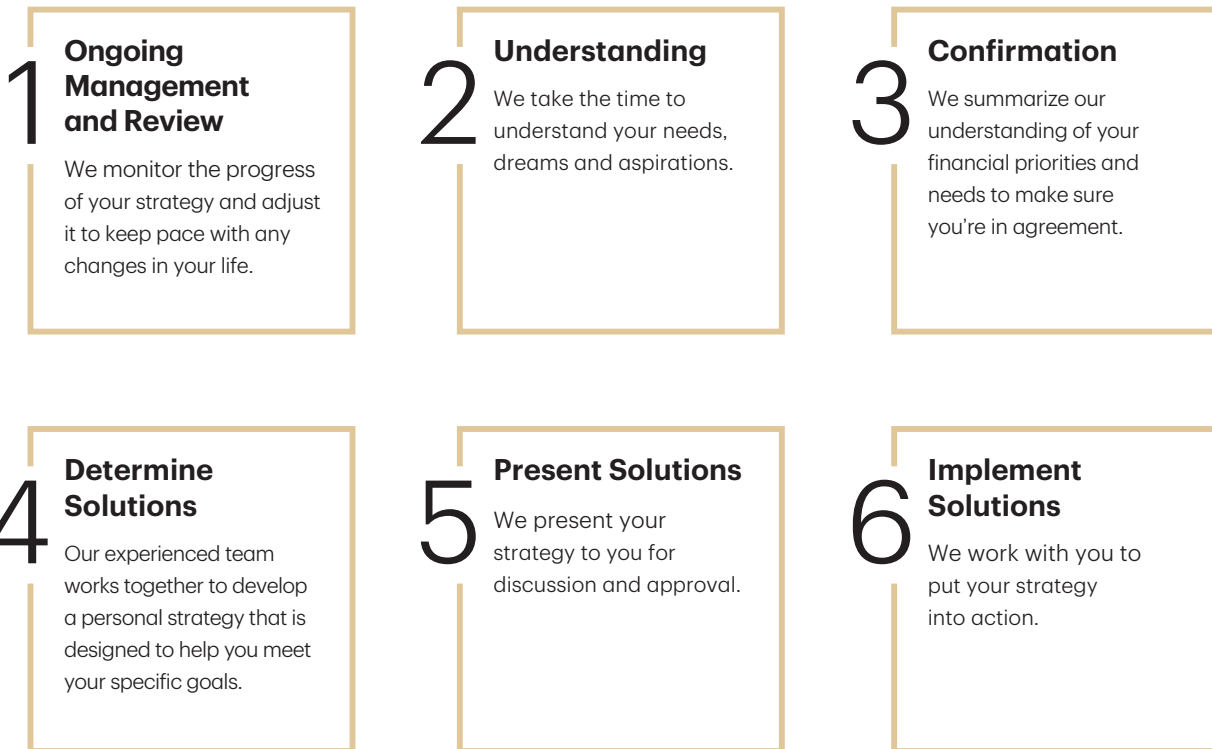 1
Ongoing
Management
and Review
We monitor the progress
of your strategy and adjust
it to keep pace with any
changes in your life.
2
Understanding
We take the time to
understand your needs,
dreams and aspirations.
3
Confirmation
We summarize our
understanding of your
financial priorities and
needs to make sure
you’re in agreement.
4
Determine
Solutions
Our experienced team
works together to develop
a personal strategy that is
designed to help you meet
your specific goals.
5
Present Solutions
We present your
strategy to you for
discussion and approval.
6
Implement
Solutions
We work with you to
put your strategy
into action.